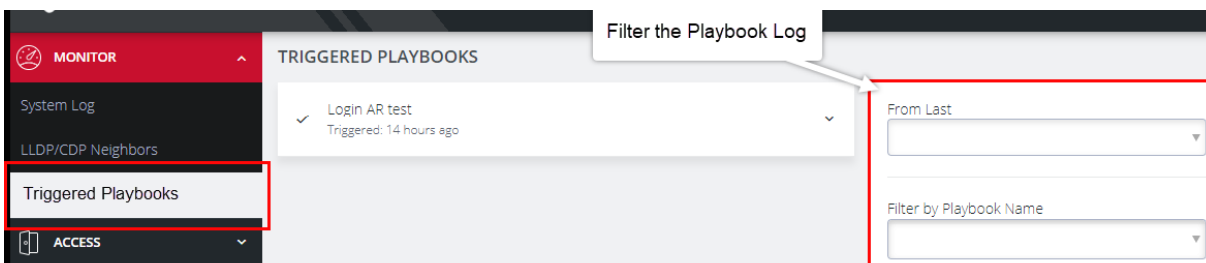 Filter the Playbook Log
MONITOR
System Log
LLDP/CDP Neighbors
Triggered Playbooks
ACCESS
TRIGGERED PLAYBOOKS
Login AR test
Triggered: 14 hours ago
From Last
Filter by Playbook Name